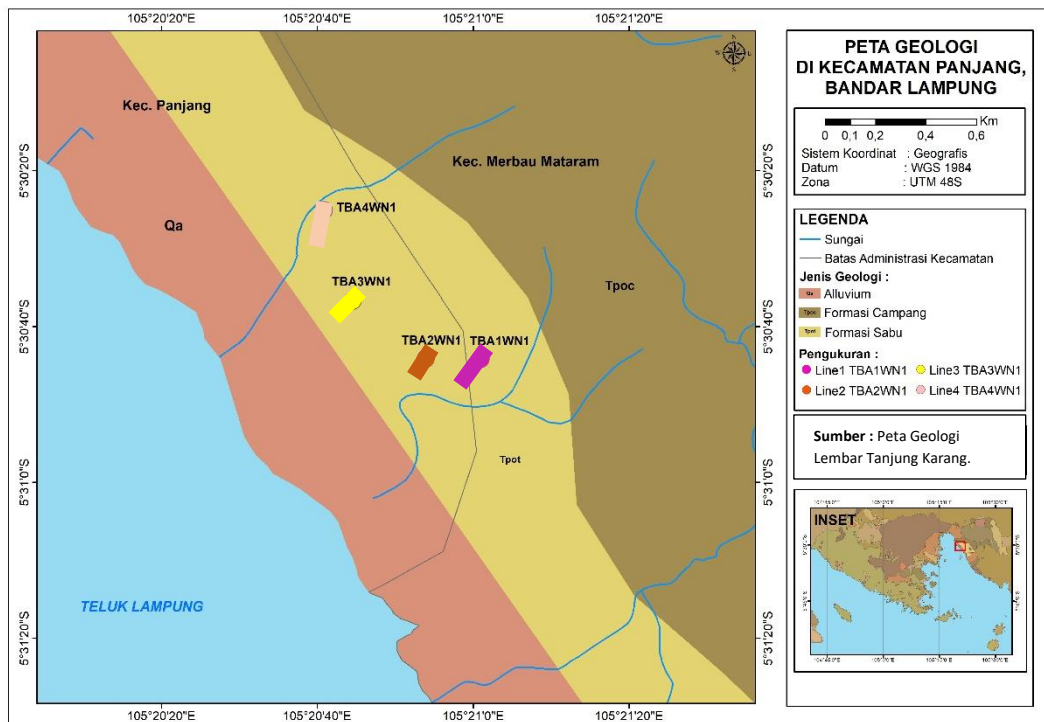 105°20'20"E 105°20'40"E 105°21'0"E 105°21'20"E
5°30'20"S
5°30'40"S
5°31'0"S
5°31'20"S
Kec. Panjang
Kec. Merbau Mataram
Qa
TBA4WN1
TBA3WN1
Tpoc
TBA2WN1
TBA1WN1
Tpot
TELUK LAMPUNG
5°30'20"S
5°30'40"S
5°31'0"S
5°31'20"S
105°20'20"E 105°20'40"E 105°21'0"E 105°21'20"E
PETA GEOLOGI
DI KECAMATAN PANJANG,
BANDAR LAMPUNG
Km
0 0,1 0,2 0,4 0,6
Sistem Koordinat : Geografis
Datum : WGS 1984
Zona : UTM 48S
LEGENDA
Sungai
Batas Administrasi Kecamatan
Jenis Geologi :
Qa Alluvium
Tpoc Formasi Campang
Tpot Formasi Sabu
Pengukuran :
Line1 TBA1WN1 Line3 TBA3WN1
Line2 TBA2WN1 Line4 TBA4WN1
Sumber : Peta Geologi
Lembar Tanjung Karang.
INSET